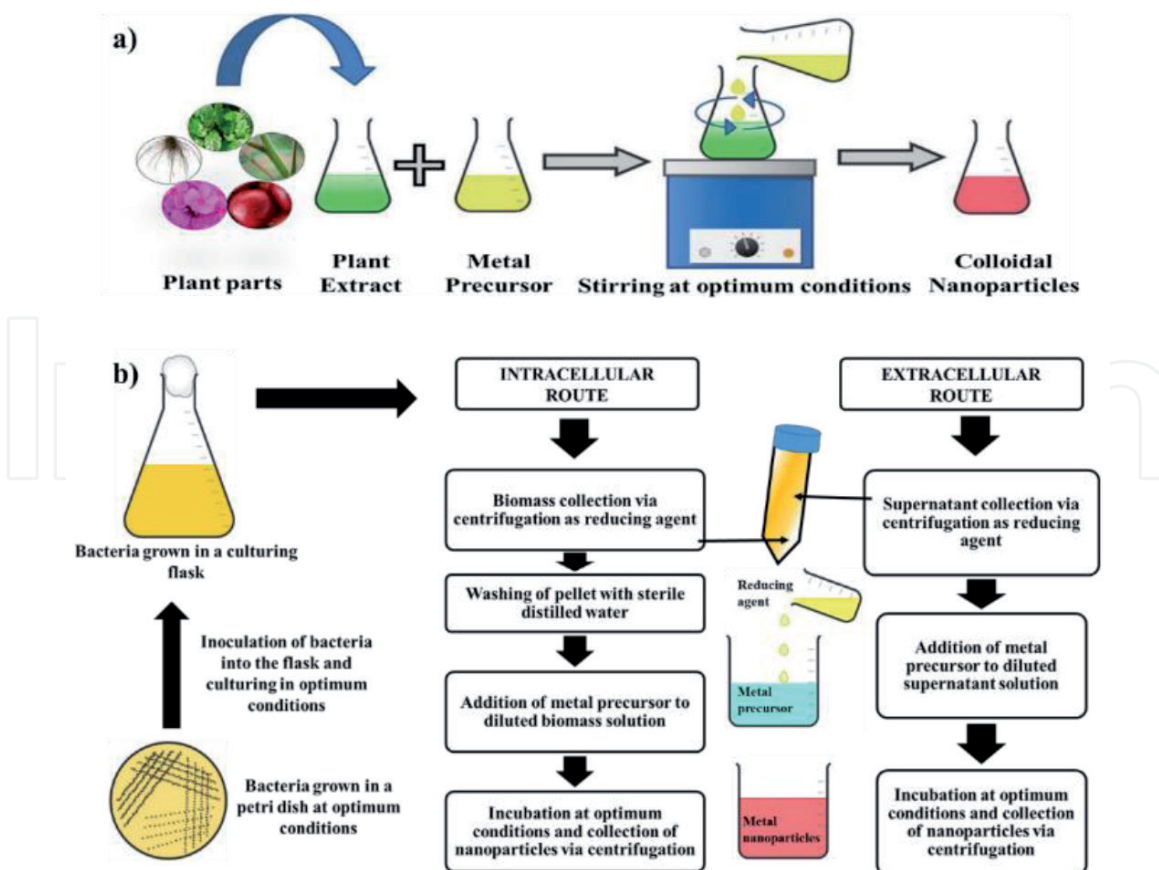 a)
Plant parts
Plant
Extract
Metal
Precursor
Stirring at optimum conditions
Colloidal
Nanoparticles
b)
Bacteria grown in a culturing
flask
Inoculation of bacteria
into the flask and
culturing in optimum
conditions
Bacteria grown in a
petri dish at optimum
conditions
INTRACELLULAR
ROUTE
Biomass collection via
centrifugation as reducing agent
Washing of pellet with sterile
distilled water
Addition of metal precursor to
diluted biomass solution
Incubation at optimum
conditions and collection of
nanoparticles via centrifugation
Reducing
agent
Metal
precursor
Metal
nanoparticles
EXTRACELLULAR
ROUTE
Supernatant collection via
centrifugation as reducing
agent
Addition of metal
precursor to diluted
supernatant solution
Incubation at optimum
conditions and collection
of nanoparticles via
centrifugation